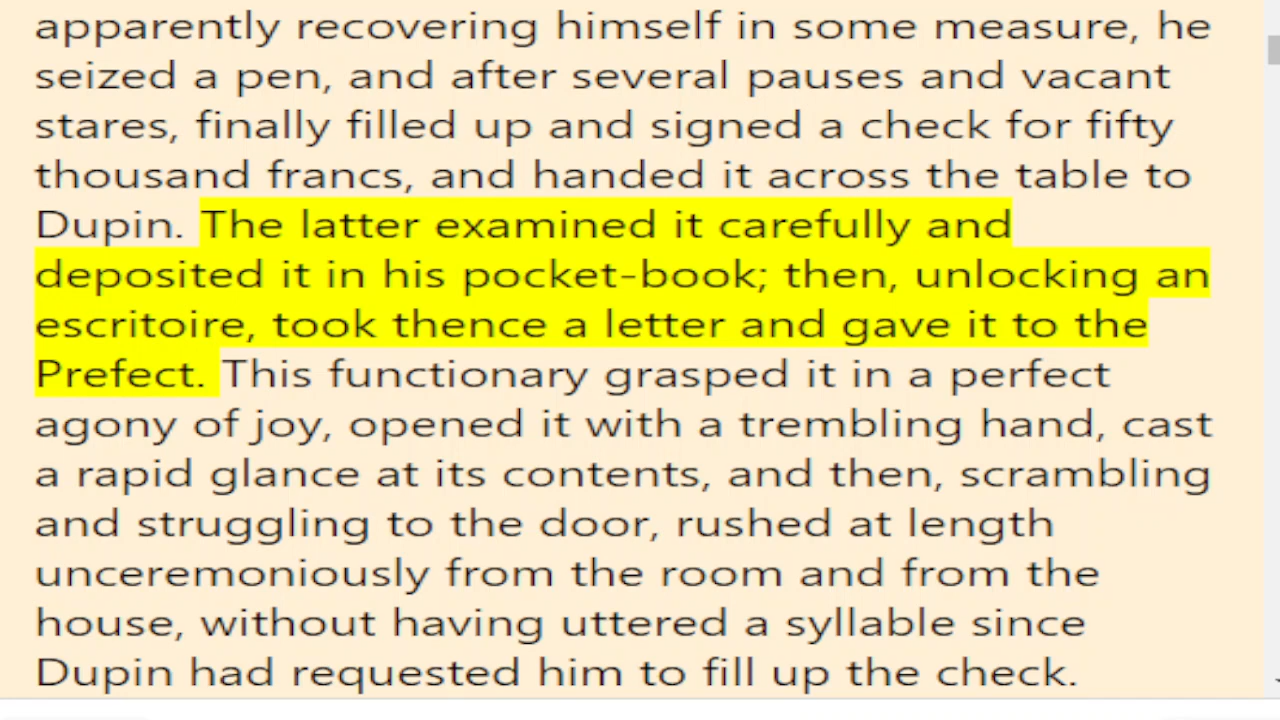 apparently recovering himself in some measure, he
seized a pen, and after several pauses and vacant
stares, finally filled up and signed a check for fifty
thousand francs, and handed it across the table to
Dupin. The latter examined it carefully and
deposited it in his pocket-book; then, unlocking an
escritoire, took thence a letter and gave it to the
Prefect. This functionary grasped it in a perfect
agony of joy, opened it with a trembling hand, cast
a rapid glance at its contents, and then, scrambling
and struggling to the door, rushed at length
unceremoniously from the room and from the
house, without having uttered a syllable since
Dupin had requested him to fill up the check.